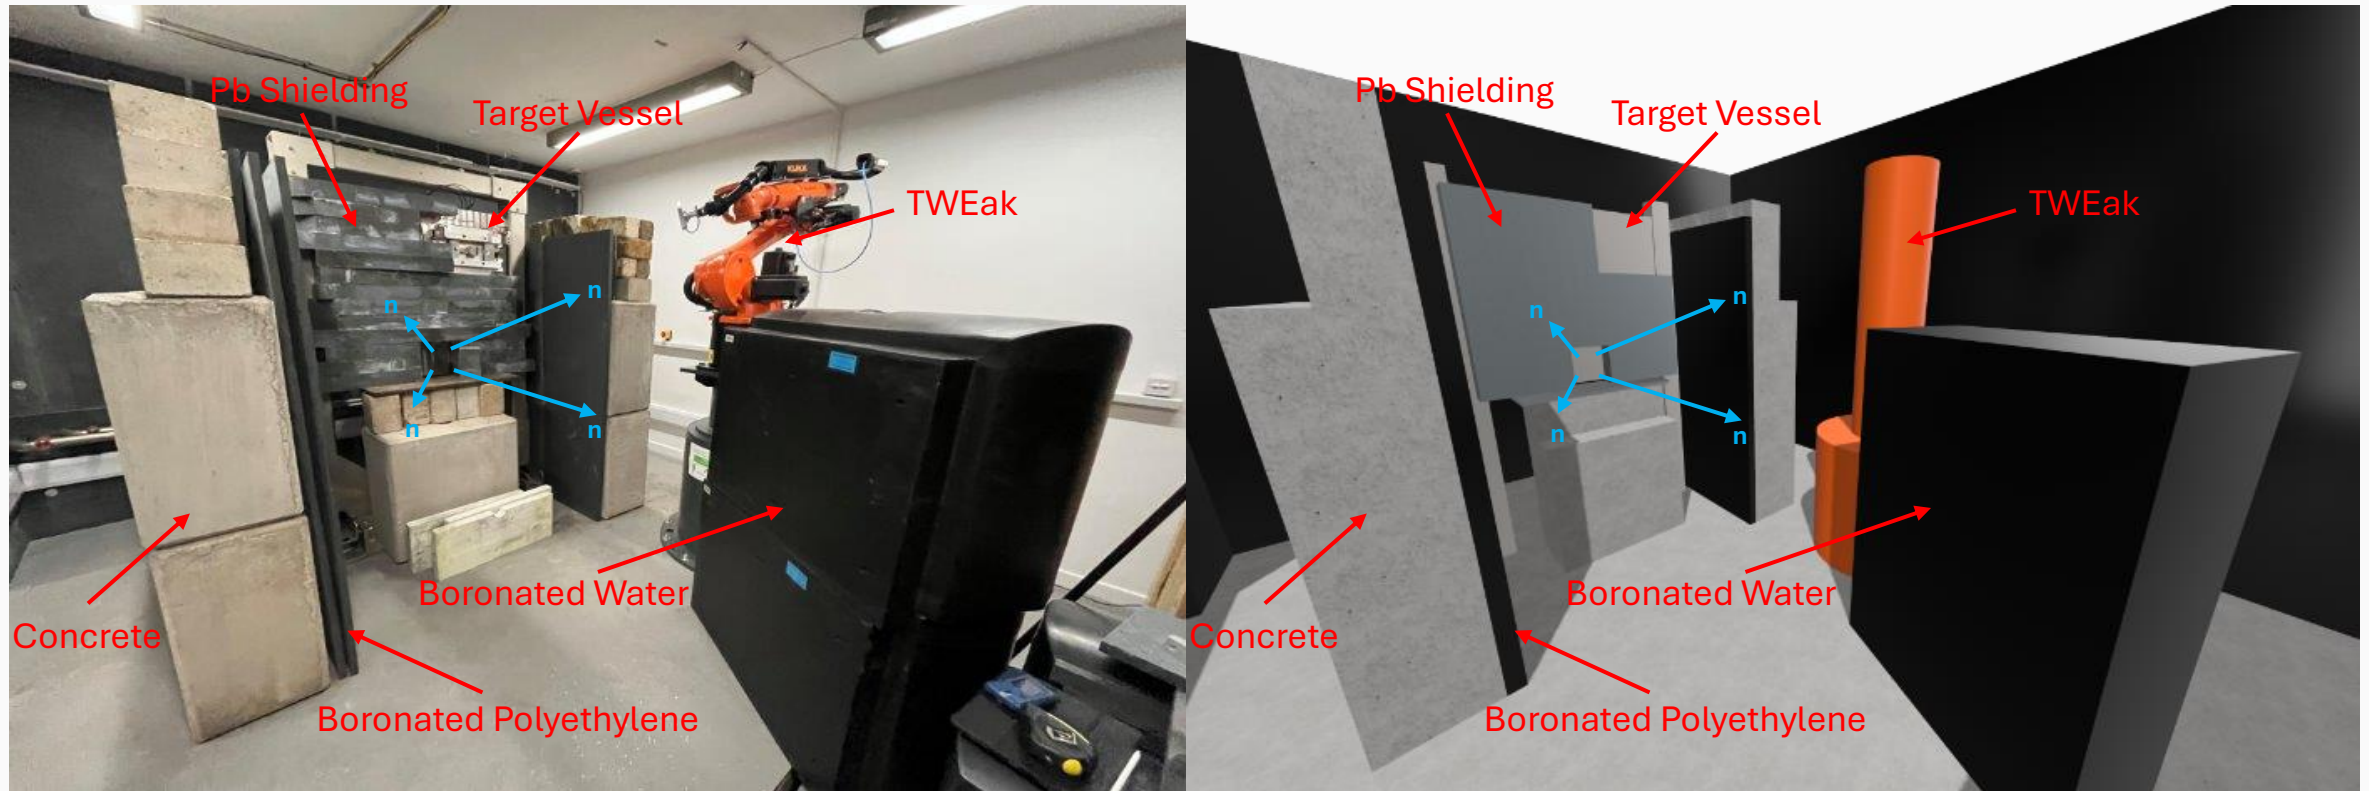 Pb Shielding
Target Vessel
KUKA
TWEak
n
n
n
n
Boronated Water
Concrete
Boronated Polyethylene
Pb Shielding
Target Vessel
TWEak
n
n
n
n
Boronated Water
Concrete
Boronated Polyethylene